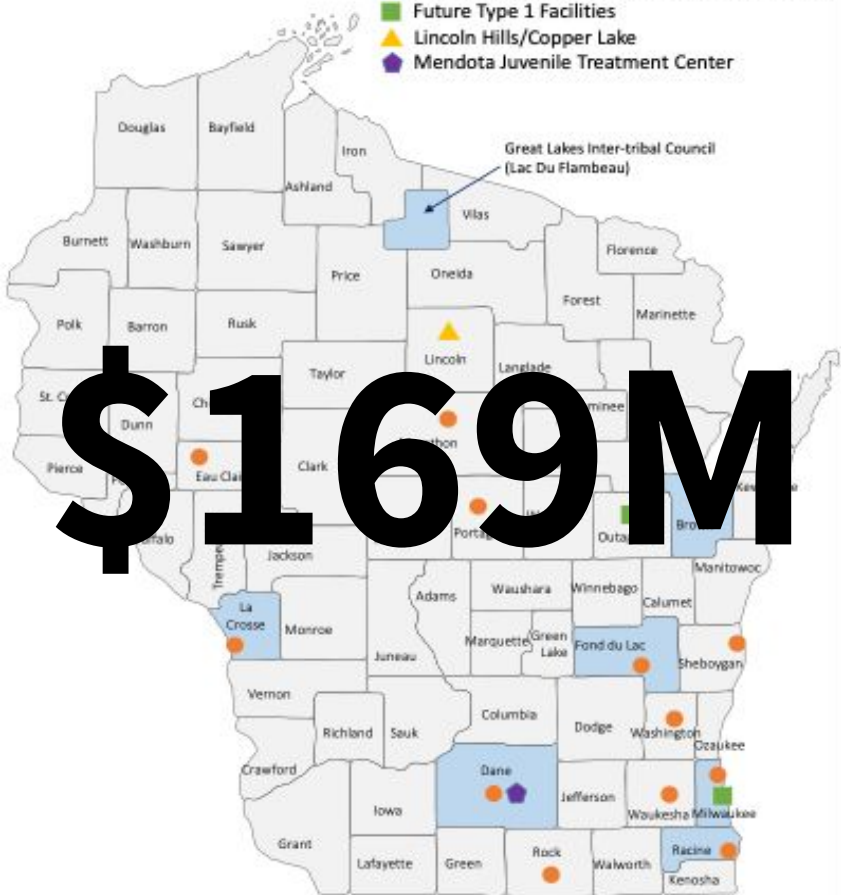 Future Type 1 Facilities
Lincoln Hills/Copper Lake
Mendota Juvenile Treatment Center
Great Lakes Inter-tribal Council
(Lac Du Flambeau)
Douglas
Bayfield
Iron
Ashland
Vilas
Burnett
Washburn
Sawyer
Florence
Price
Oneida
Forest
Marinette
Polk
Barron
Rusk
Lincoln
Langlade
Taylor
$169M
Dunn
Clark
Pierce
Eau Clai
Jackson
Manitowoc
La
Crosse
Monroe
Adams
Waushara
Winnebago
Calumet
Juneau
Marquette
Green
Lake
Fond du Lac
Sheboygan
Vernon
Richland
Sauk
Columbia
Dodge
Washington
Ozaukee
Crawford
Dane
Iowa
Jefferson
Waukesha
Milwaukee
Grant
Lafayette
Green
Rock
Walworth
Racine
Kenosha